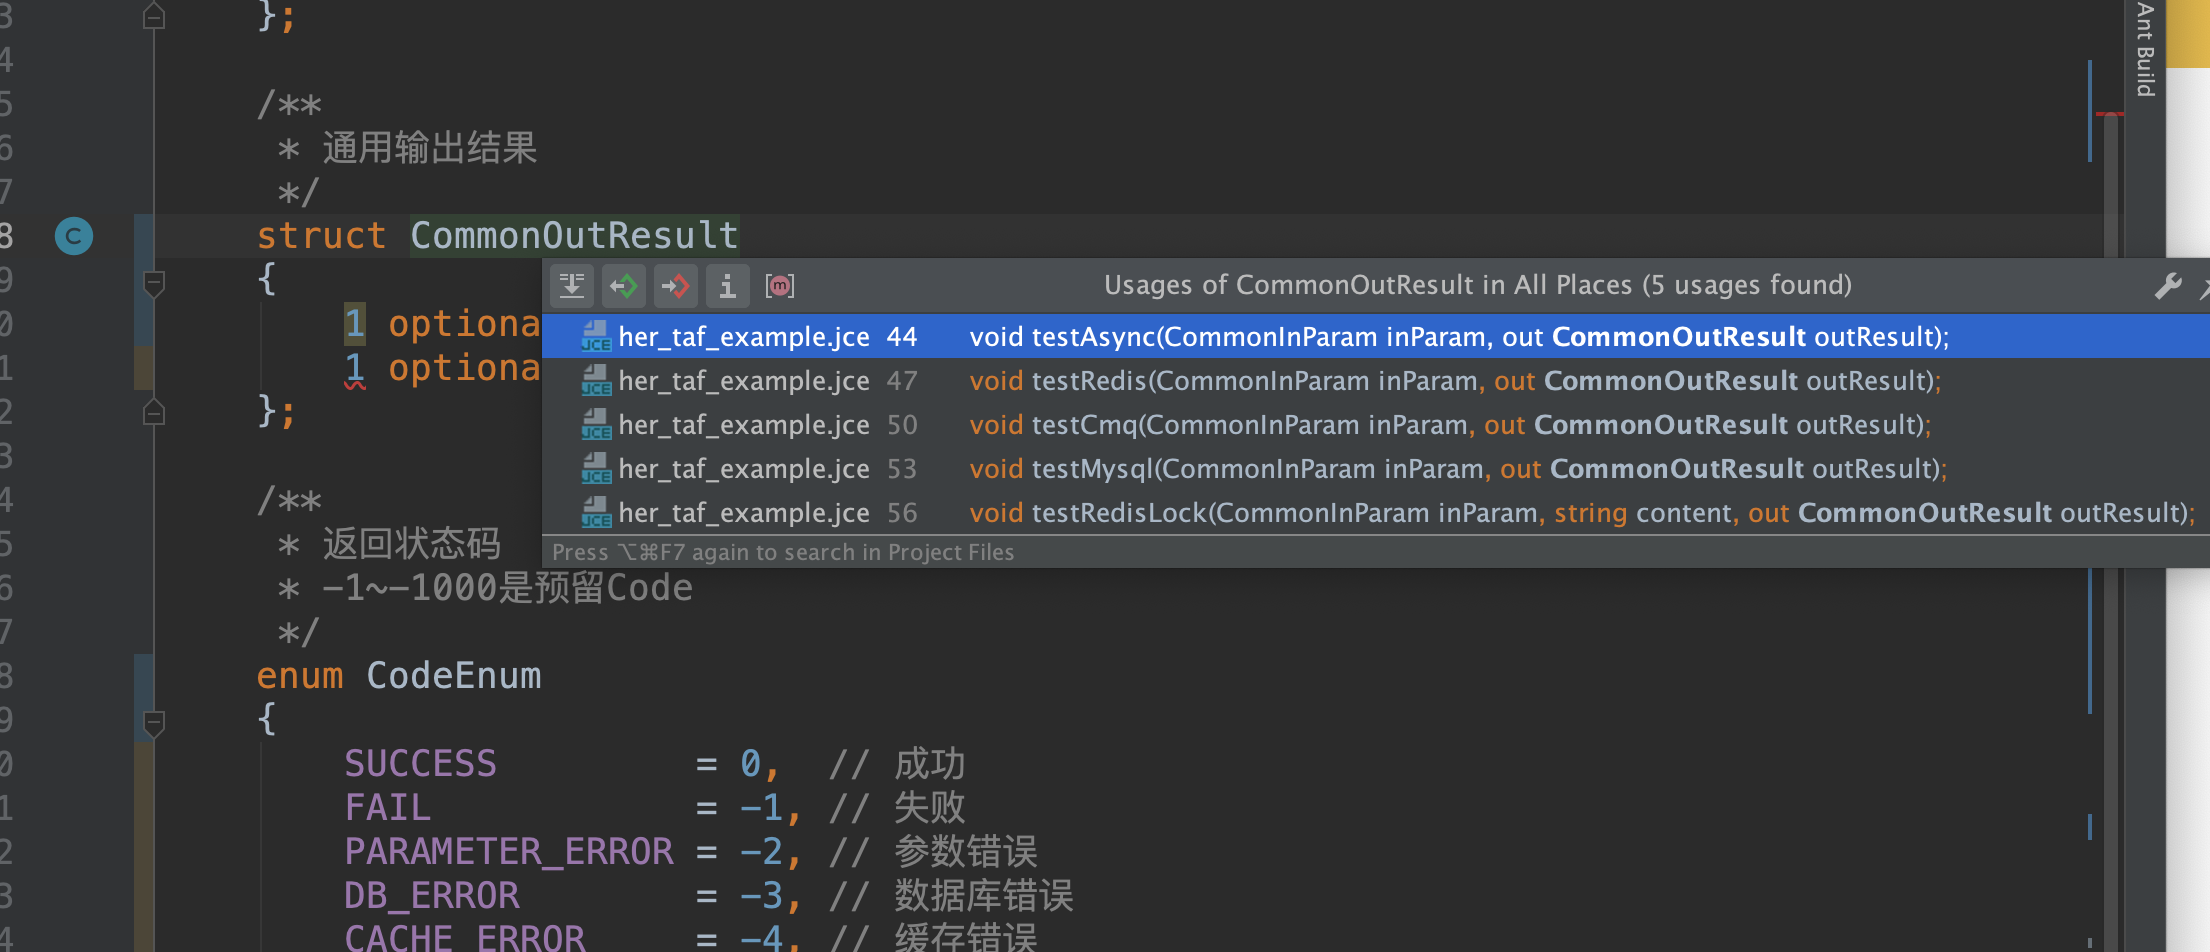 3 };
4
5 /**
6 * 通用输出结果
7 */
8 struct CommonOutResult
9 {
Usages of CommonOutResult in All Places (5 usages found)
0 1 optiona
her_taf_example.jce 44 void testAsync(CommonInParam inParam, out CommonOutResult outResult);
1 1 optiona
her_taf_example.jce 47 void testRedis(CommonInParam inParam, out CommonOutResult outResult);
2 };
her_taf_example.jce 50 void testCmq(CommonInParam inParam, out CommonOutResult outResult);
3
her_taf_example.jce 53 void testMysql(CommonInParam inParam, out CommonOutResult outResult);
4 /**
her_taf_example.jce 56 void testRedisLock(CommonInParam inParam, string content, out CommonOutResult outResult);
5 * 返回状态码
Press ⌥⌘F7 again to search in Project Files
6 * -1~-1000是预留Code
7 */
8 enum CodeEnum
9 {
0 SUCCESS = 0, // 成功
1 FAIL = -1, // 失败
2 PARAMETER_ERROR = -2, // 参数错误
3 DB_ERROR = -3, // 数据库错误
4 CACHE_ERROR = -4, // 缓存错误
Ant Build